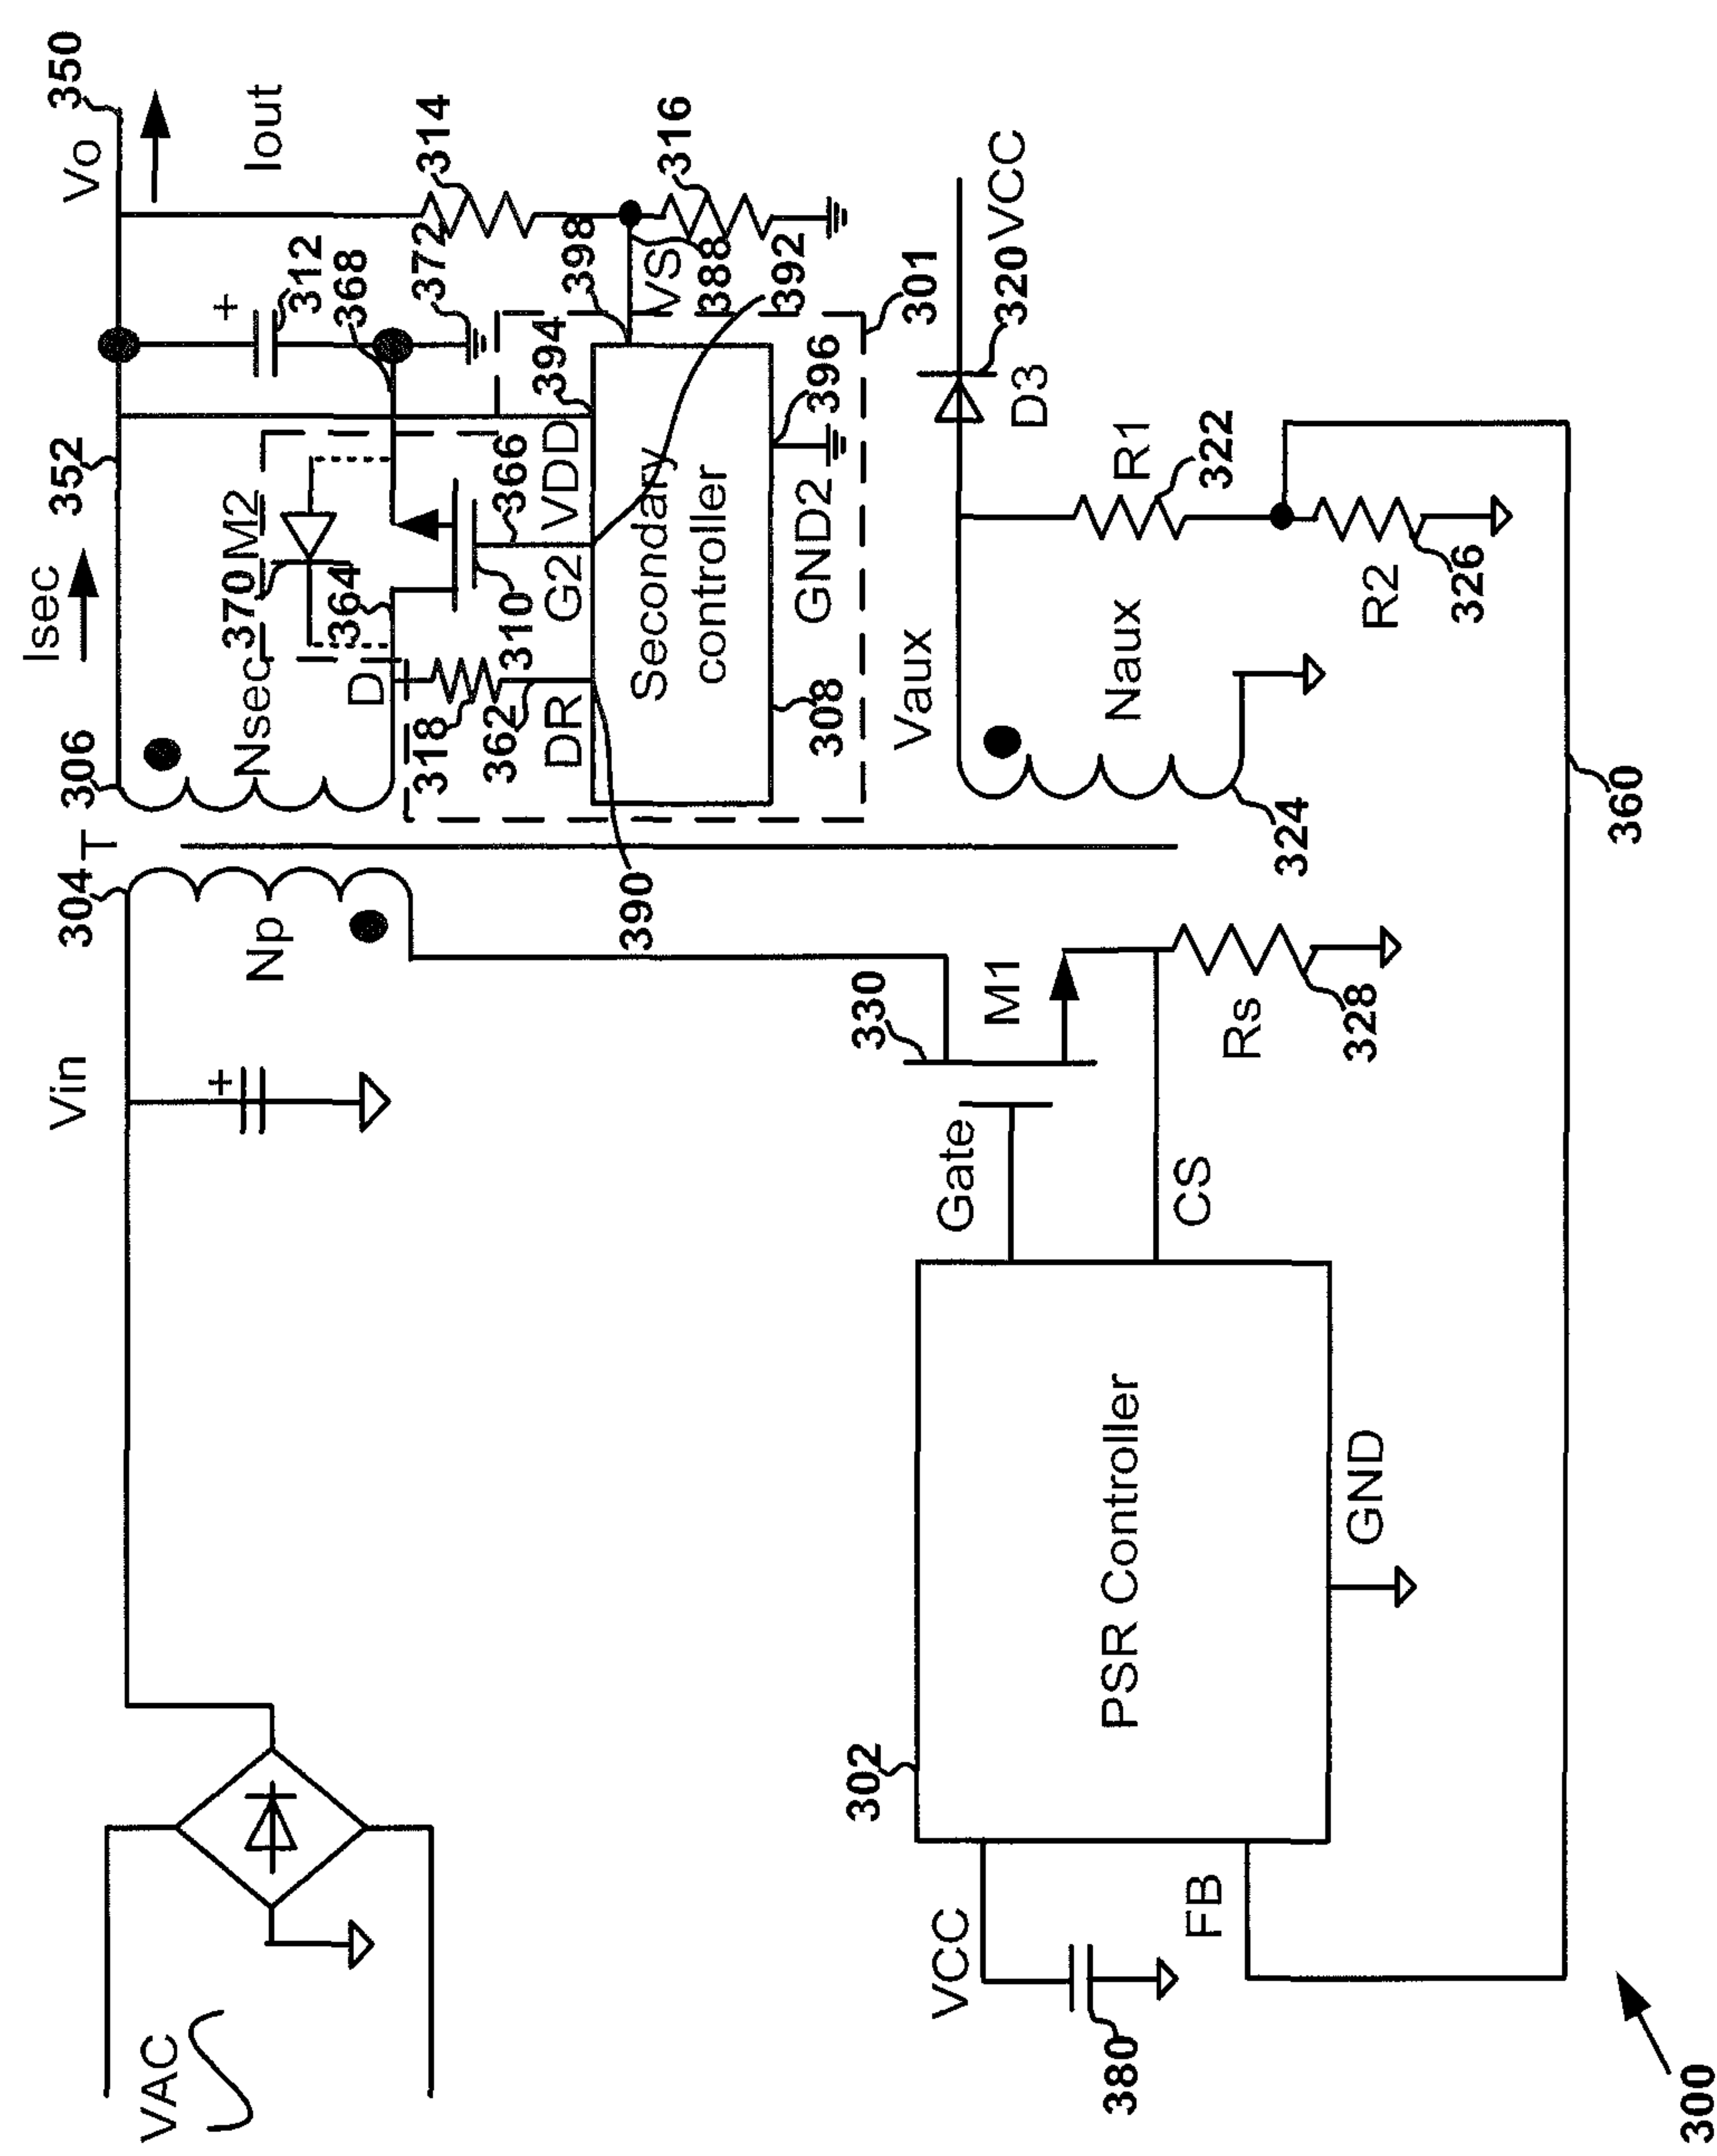 VAC
Vin
Np
304
T
306
Nsec
Isec
352
Vo
350
Iout
370
M2
364
D
318
362
DR
310
G2
366
VDD
394
368
312
+
372
314
398
VS
388
392
316
301
390
Secondary
controller
308
GND2
396
+
330
M1
Gate
CS
Rs
328
Vaux
Naux
324
D3
320
VCC
R1
322
R2
326
360
302
PSR Controller
GND
VCC
FB
380
300